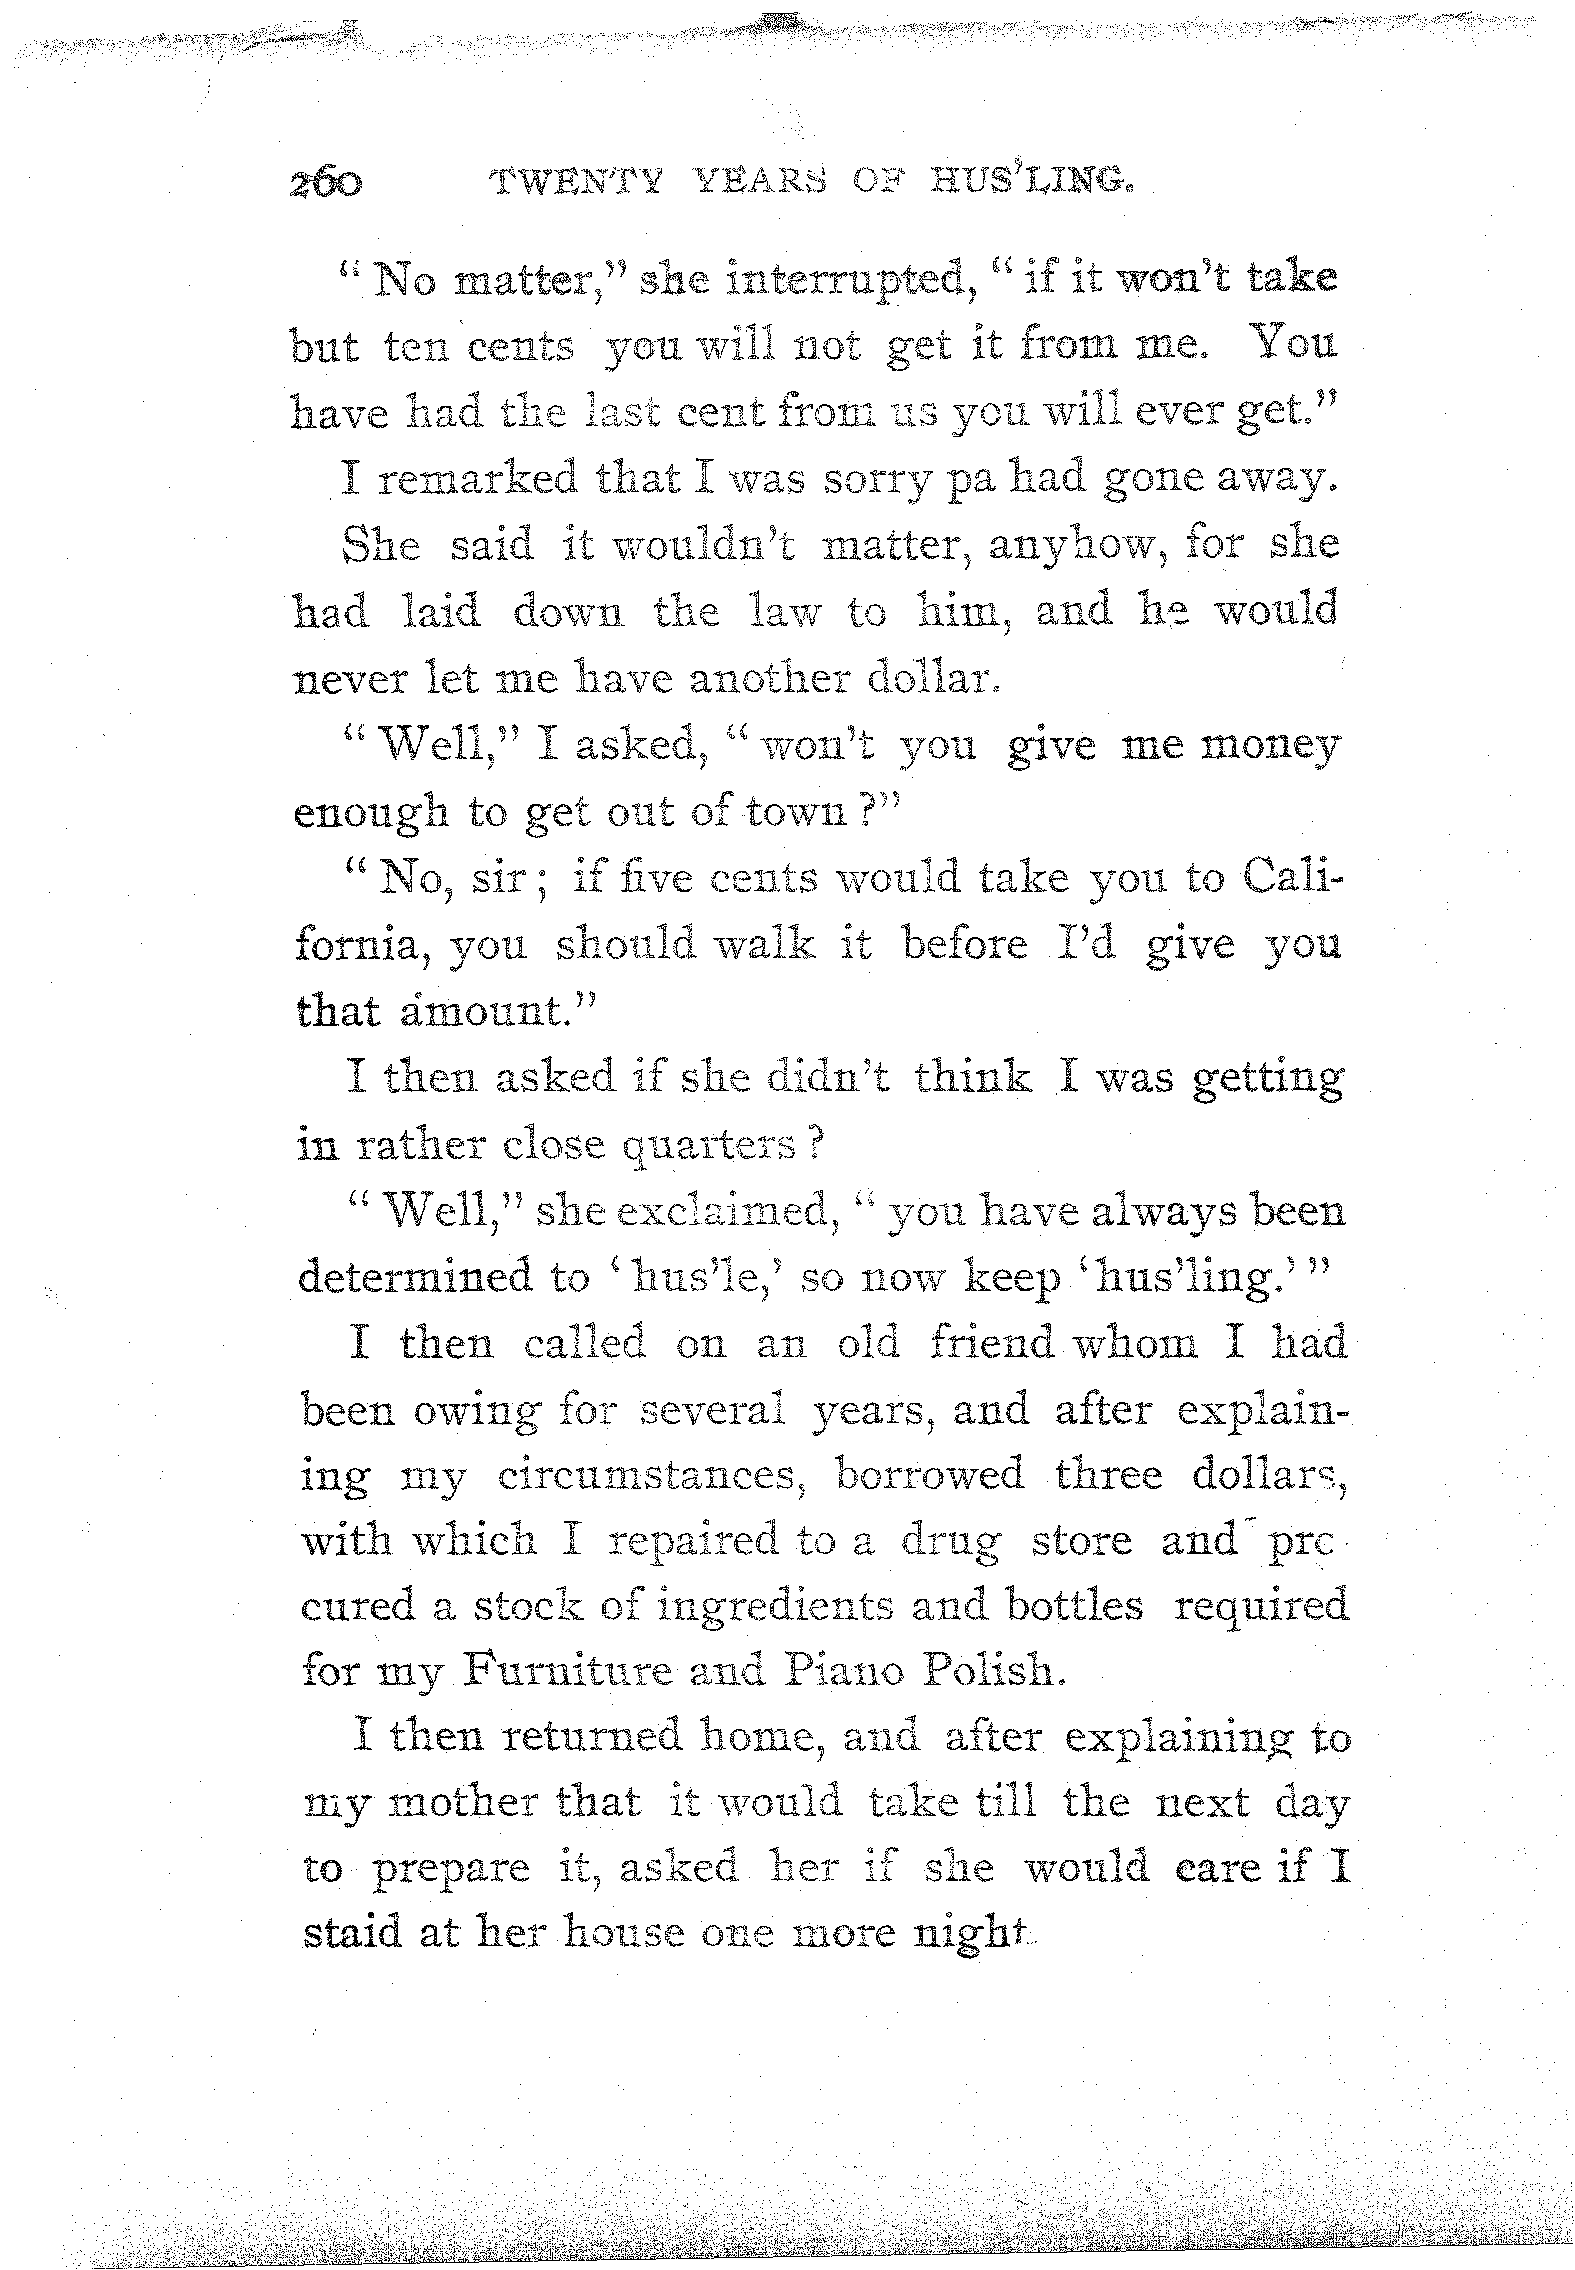 260 TWENTY YEARS OF HUS'LING.
“No matter,” she interrupted, “if it won't take
but ten cents you will not get it from me. You
have had the last cent from us you will ever get.”
I remarked that I was sorry pa had gone away.
She said it wouldn't matter, anyhow, for she
had laid down the law to him, and he would
never let me have another dollar.
“Well,” I asked, “won't you give me money
enough to get out of town?”
“No, sir; if five cents would take you to Cali-
fornia, you should walk it before I'd give you
that amount.”
I then asked if she didn't think I was getting
in rather close quarters?
“Well,” she exclaimed, “you have always been
determined to ‘hus'le,’ so now keep ‘hus'ling.’”
I then called on an old friend whom I had
been owing for several years, and after explain-
ing my circumstances, borrowed three dollars,
with which I repaired to a drug store and pro
cured a stock of ingredients and bottles required
for my Furniture and Piano Polish.
I then returned home, and after explaining to
my mother that it would take till the next day
to prepare it, asked her if she would care if I
staid at her house one more night.